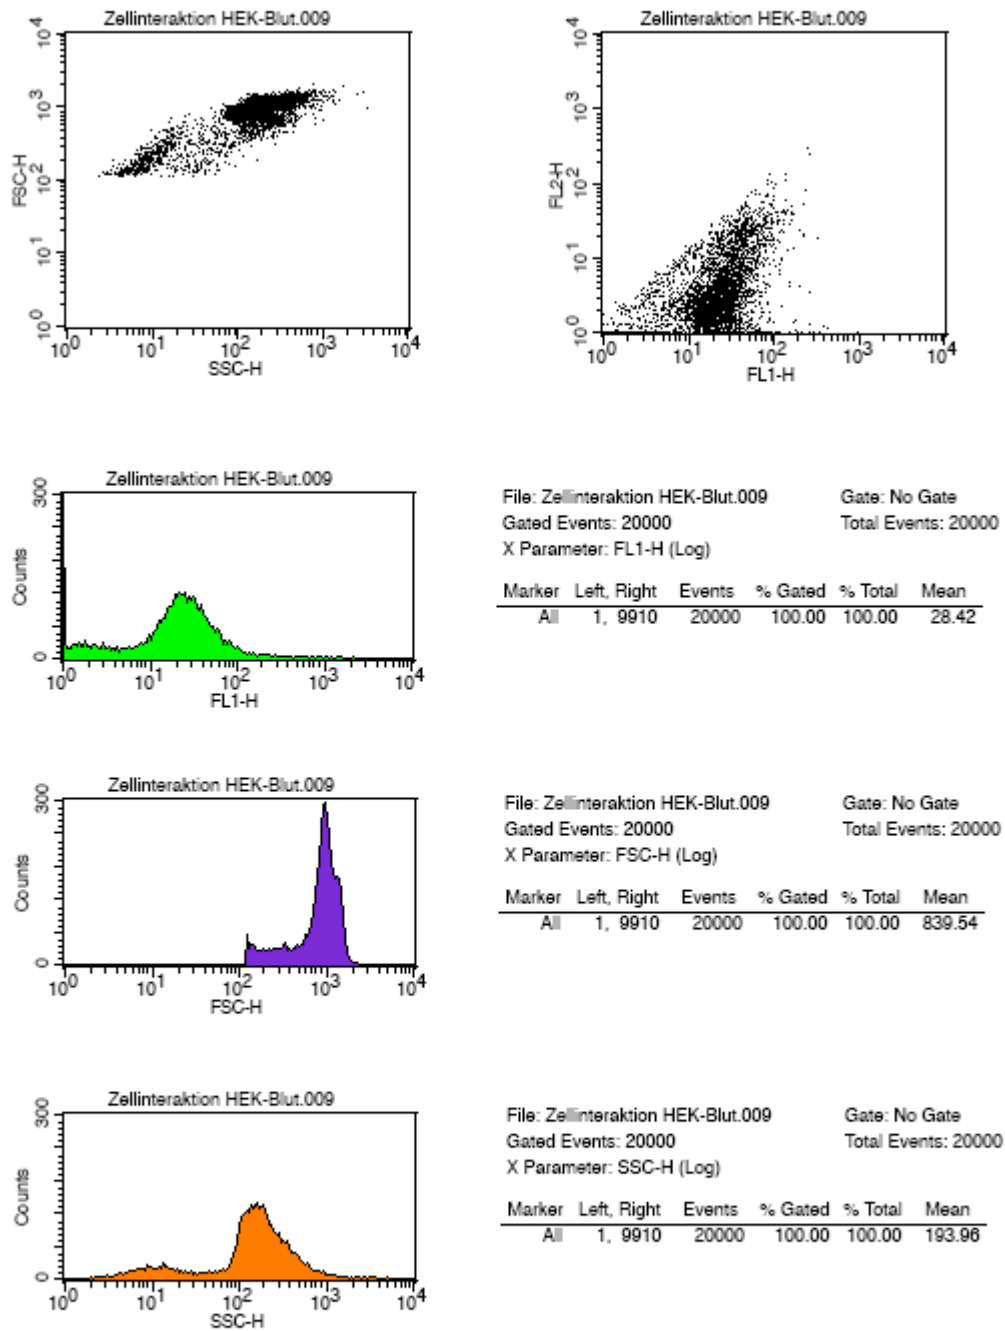 Zellinteraktion HEK-Blut.009
10^4
10^3
10^2
10^1
10^0
FSC-H
10^0 10^1 10^2 10^3 10^4
SSC-H
Zellinteraktion HEK-Blut.009
10^4
10^3
10^2
10^1
10^0
FL2-H
10^0 10^1 10^2 10^3 10^4
FL1-H
Zellinteraktion HEK-Blut.009
300
Counts
0
10^0 10^1 10^2 10^3 10^4
FL1-H
File: Zellinteraktion HEK-Blut.009 Gate: No Gate
Gated Events: 20000 Total Events: 20000
X Parameter: FL1-H (Log)
Marker Left, Right Events % Gated % Total Mean
All 1, 9910 20000 100.00 100.00 28.42
Zellinteraktion HEK-Blut.009
300
Counts
0
10^0 10^1 10^2 10^3 10^4
FSC-H
File: Zellinteraktion HEK-Blut.009 Gate: No Gate
Gated Events: 20000 Total Events: 20000
X Parameter: FSC-H (Log)
Marker Left, Right Events % Gated % Total Mean
All 1, 9910 20000 100.00 100.00 839.54
Zellinteraktion HEK-Blut.009
300
Counts
0
10^0 10^1 10^2 10^3 10^4
SSC-H
File: Zellinteraktion HEK-Blut.009 Gate: No Gate
Gated Events: 20000 Total Events: 20000
X Parameter: SSC-H (Log)
Marker Left, Right Events % Gated % Total Mean
All 1, 9910 20000 100.00 100.00 193.96